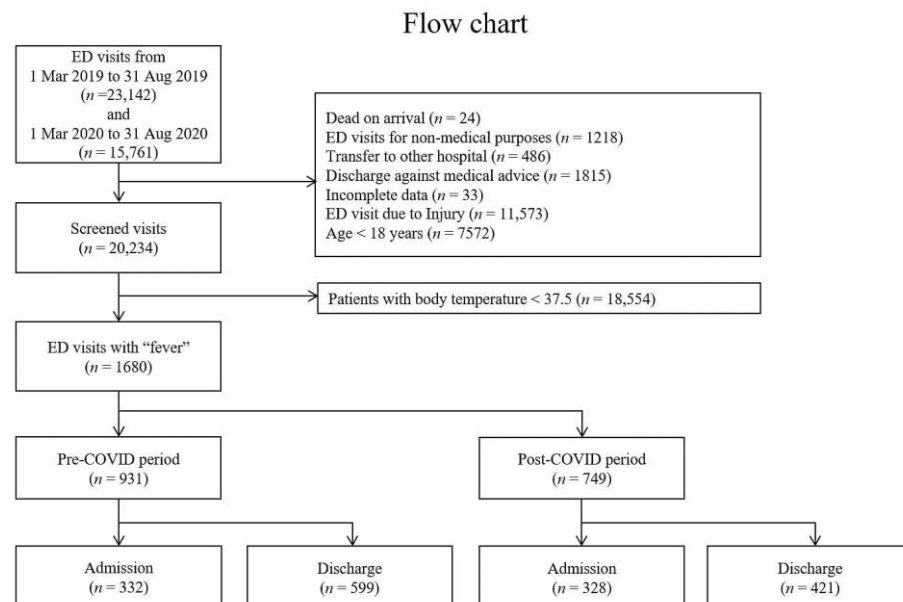 Flow chart
ED visits from
1 Mar 2019 to 31 Aug 2019
(n =23,142)
and
1 Mar 2020 to 31 Aug 2020
(n = 15,761)
Dead on arrival (n = 24)
ED visits for non-medical purposes (n = 1218)
Transfer to other hospital (n = 486)
Discharge against medical advice (n = 1815)
Incomplete data (n = 33)
ED visit due to Injury (n = 11,573)
Age < 18 years (n = 7572)
Screened visits
(n = 20,234)
Patients with body temperature < 37.5 (n = 18,554)
ED visits with “fever”
(n = 1680)
Pre-COVID period
(n = 931)
Post-COVID period
(n = 749)
Admission
(n = 332)
Discharge
(n = 599)
Admission
(n = 328)
Discharge
(n = 421)